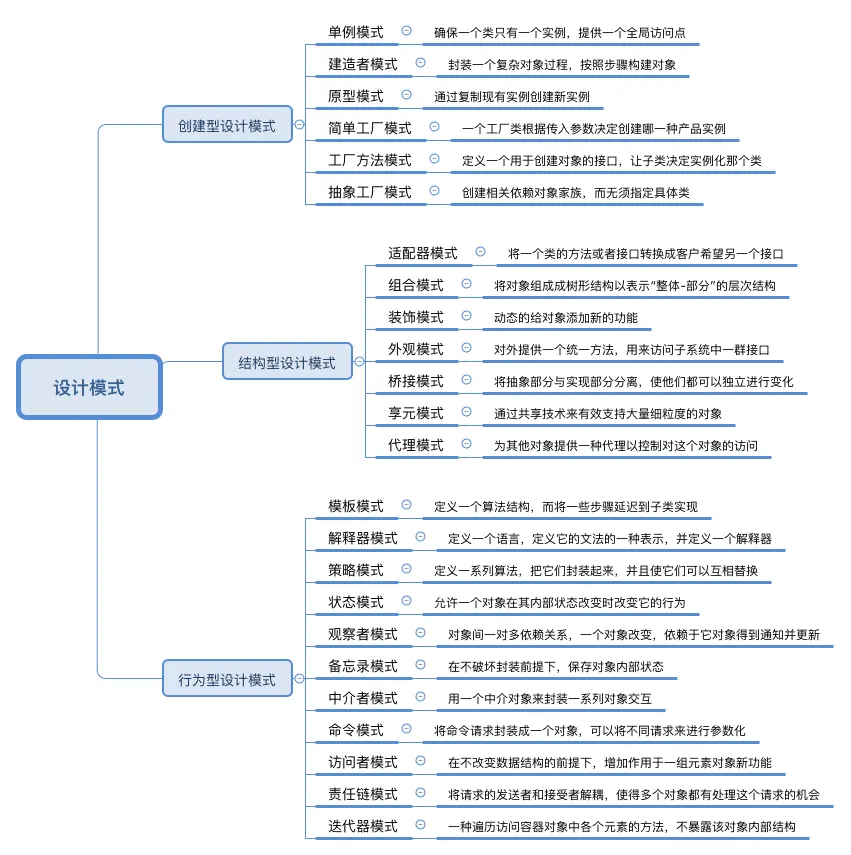 设计模式
创建型设计模式
单例模式 确保一个类只有一个实例，提供一个全局访问点
建造者模式 封装一个复杂对象过程，按照步骤构建对象
原型模式 通过复制现有实例创建新实例
简单工厂模式 一个工厂类根据传入参数决定创建哪一种产品实例
工厂方法模式 定义一个用于创建对象的接口，让子类决定实例化那个类
抽象工厂模式 创建相关依赖对象家族，而无须指定具体类
结构型设计模式
适配器模式 将一个类的方法或者接口转换成客户希望另一个接口
组合模式 将对象组成成树形结构以表示“整体-部分”的层次结构
装饰模式 动态的给对象添加新的功能
外观模式 对外提供一个统一方法，用来访问子系统中一群接口
桥接模式 将抽象部分与实现部分分离，使他们都可以独立进行变化
享元模式 通过共享技术来有效支持大量细粒度的对象
代理模式 为其他对象提供一种代理以控制对这个对象的访问
行为型设计模式
模板模式 定义一个算法结构，而将一些步骤延迟到子类实现
解释器模式 定义一个语言，定义它的文法的一种表示，并定义一个解释器
策略模式 定义一系列算法，把它们封装起来，并且使它们可以互相替换
状态模式 允许一个对象在其内部状态改变时改变它的行为
观察者模式 对象间一对多依赖关系，一个对象改变，依赖于它对象得到通知并更新
备忘录模式 在不破坏封装前提下，保存对象内部状态
中介者模式 用一个中介对象来封装一系列对象交互
命令模式 将命令请求封装成一个对象，可以将不同请求来进行参数化
访问者模式 在不改变数据结构的前提下，增加作用于一组元素对象新功能
责任链模式 将请求的发送者和接受者解耦，使得多个对象都有处理这个请求的机会
迭代器模式 一种遍历访问容器对象中各个元素的方法，不暴露该对象内部结构